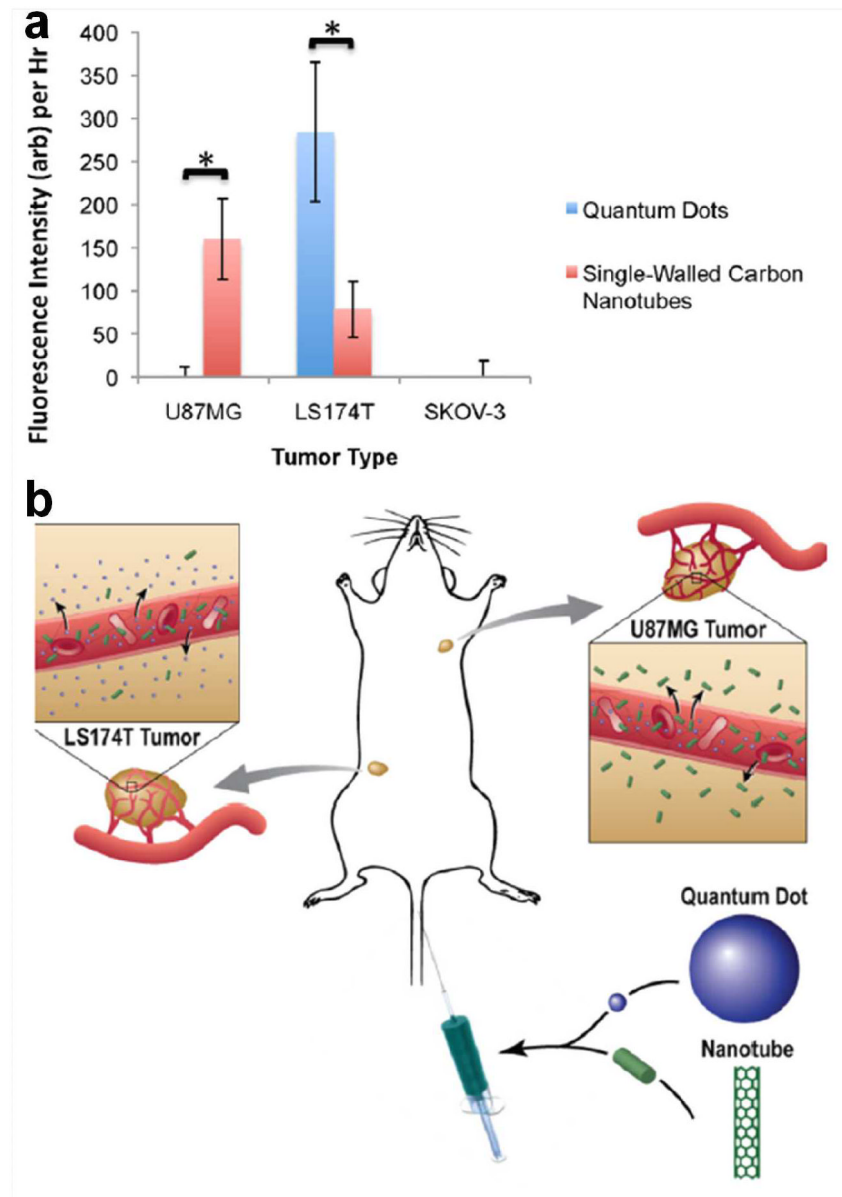 a
Fluorescence Intensity (arb) per Hr
400
350
300
250
200
150
100
50
0
*
*
U87MG
LS174T
SKOV-3
Tumor Type
Quantum Dots
Single-Walled Carbon
Nanotubes
b
LS174T Tumor
U87MG Tumor
Quantum Dot
Nanotube